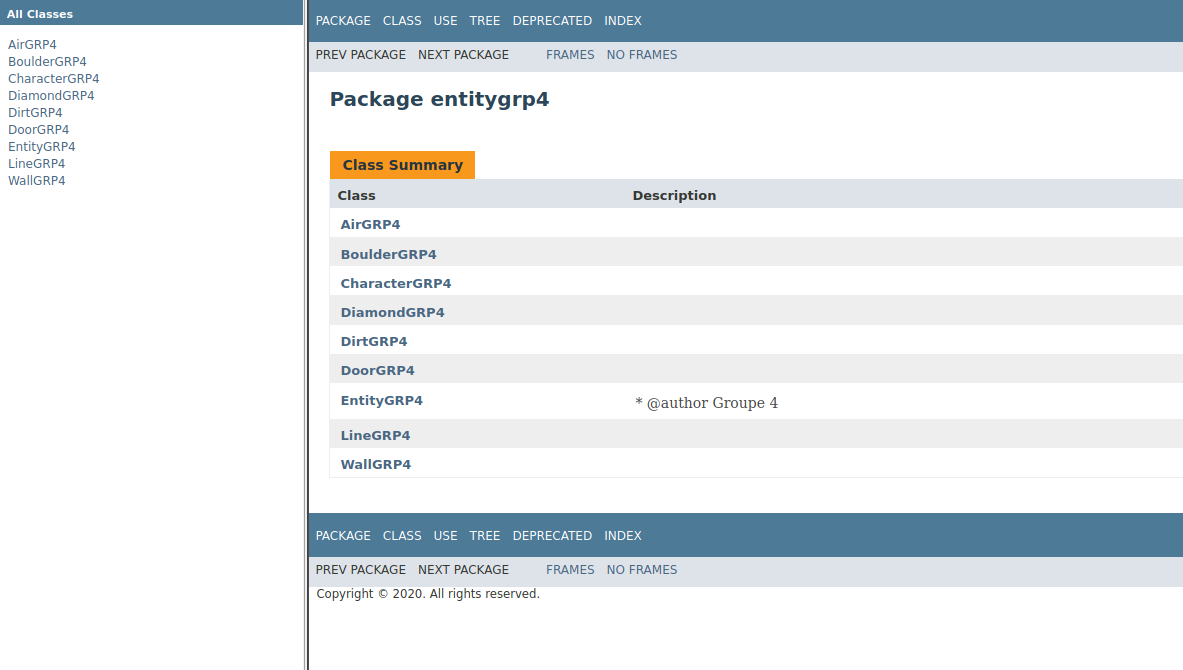 All Classes
AirGRP4
BoulderGRP4
CharacterGRP4
DiamondGRP4
DirtGRP4
DoorGRP4
EntityGRP4
LineGRP4
WallGRP4
PACKAGE CLASS USE TREE DEPRECATED INDEX
PREV PACKAGE NEXT PACKAGE FRAMES NO FRAMES
Package entitygrp4
Class Summary
Class Description
AirGRP4
BoulderGRP4
CharacterGRP4
DiamondGRP4
DirtGRP4
DoorGRP4
EntityGRP4 * @author Groupe 4
LineGRP4
WallGRP4
PACKAGE CLASS USE TREE DEPRECATED INDEX
PREV PACKAGE NEXT PACKAGE FRAMES NO FRAMES
Copyright © 2020. All rights reserved.